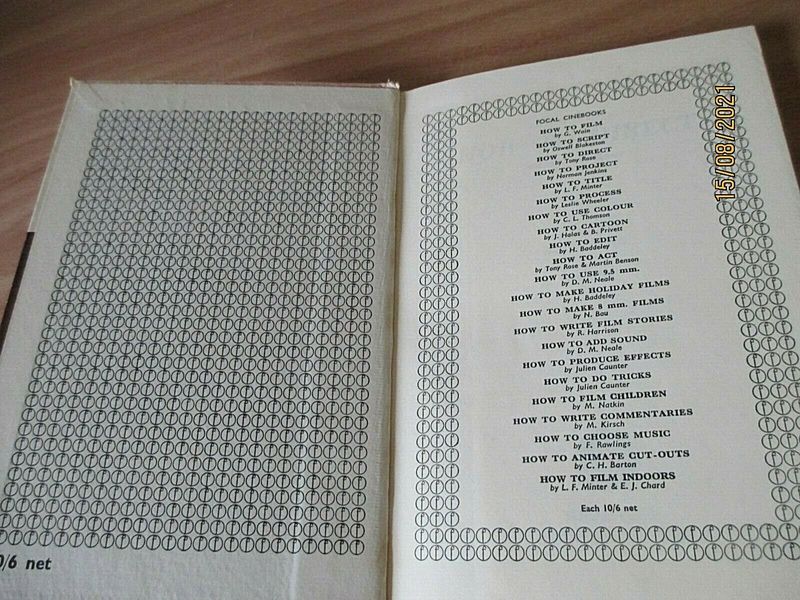 0/6 net
FOCAL CINEBOOKS
HOW TO FILM
by G. Wain
HOW TO SCRIPT
by Oswell Blakeston
HOW TO DIRECT
by Tony Rose
HOW TO PROJECT
by Norman Jenkins
HOW TO TITLE
by L. F. Minter
HOW TO PROCESS
by Leslie Wheeler
HOW TO USE COLOUR
by C. L. Thomson
HOW TO CARTOON
by J. Halas & B. Privett
HOW TO EDIT
by H. Baddeley
HOW TO ACT
by Tony Rose & Martin Benson
HOW TO USE 9.5 mm.
by D. M. Neale
HOW TO MAKE HOLIDAY FILMS
by H. Baddeley
HOW TO MAKE 8 mm. FILMS
by N. Bau
HOW TO WRITE FILM STORIES
by R. Harrison
HOW TO ADD SOUND
by D. M. Neale
HOW TO PRODUCE EFFECTS
by Julien Caunter
HOW TO DO TRICKS
by Julien Caunter
HOW TO FILM CHILDREN
by M. Natkin
HOW TO WRITE COMMENTARIES
by M. Kirsch
HOW TO CHOOSE MUSIC
by F. Rawlings
HOW TO ANIMATE CUT-OUTS
by C. H. Barton
HOW TO FILM INDOORS
by L. F. Minter & E. J. Chard
Each 10/6 net
15/08/2021